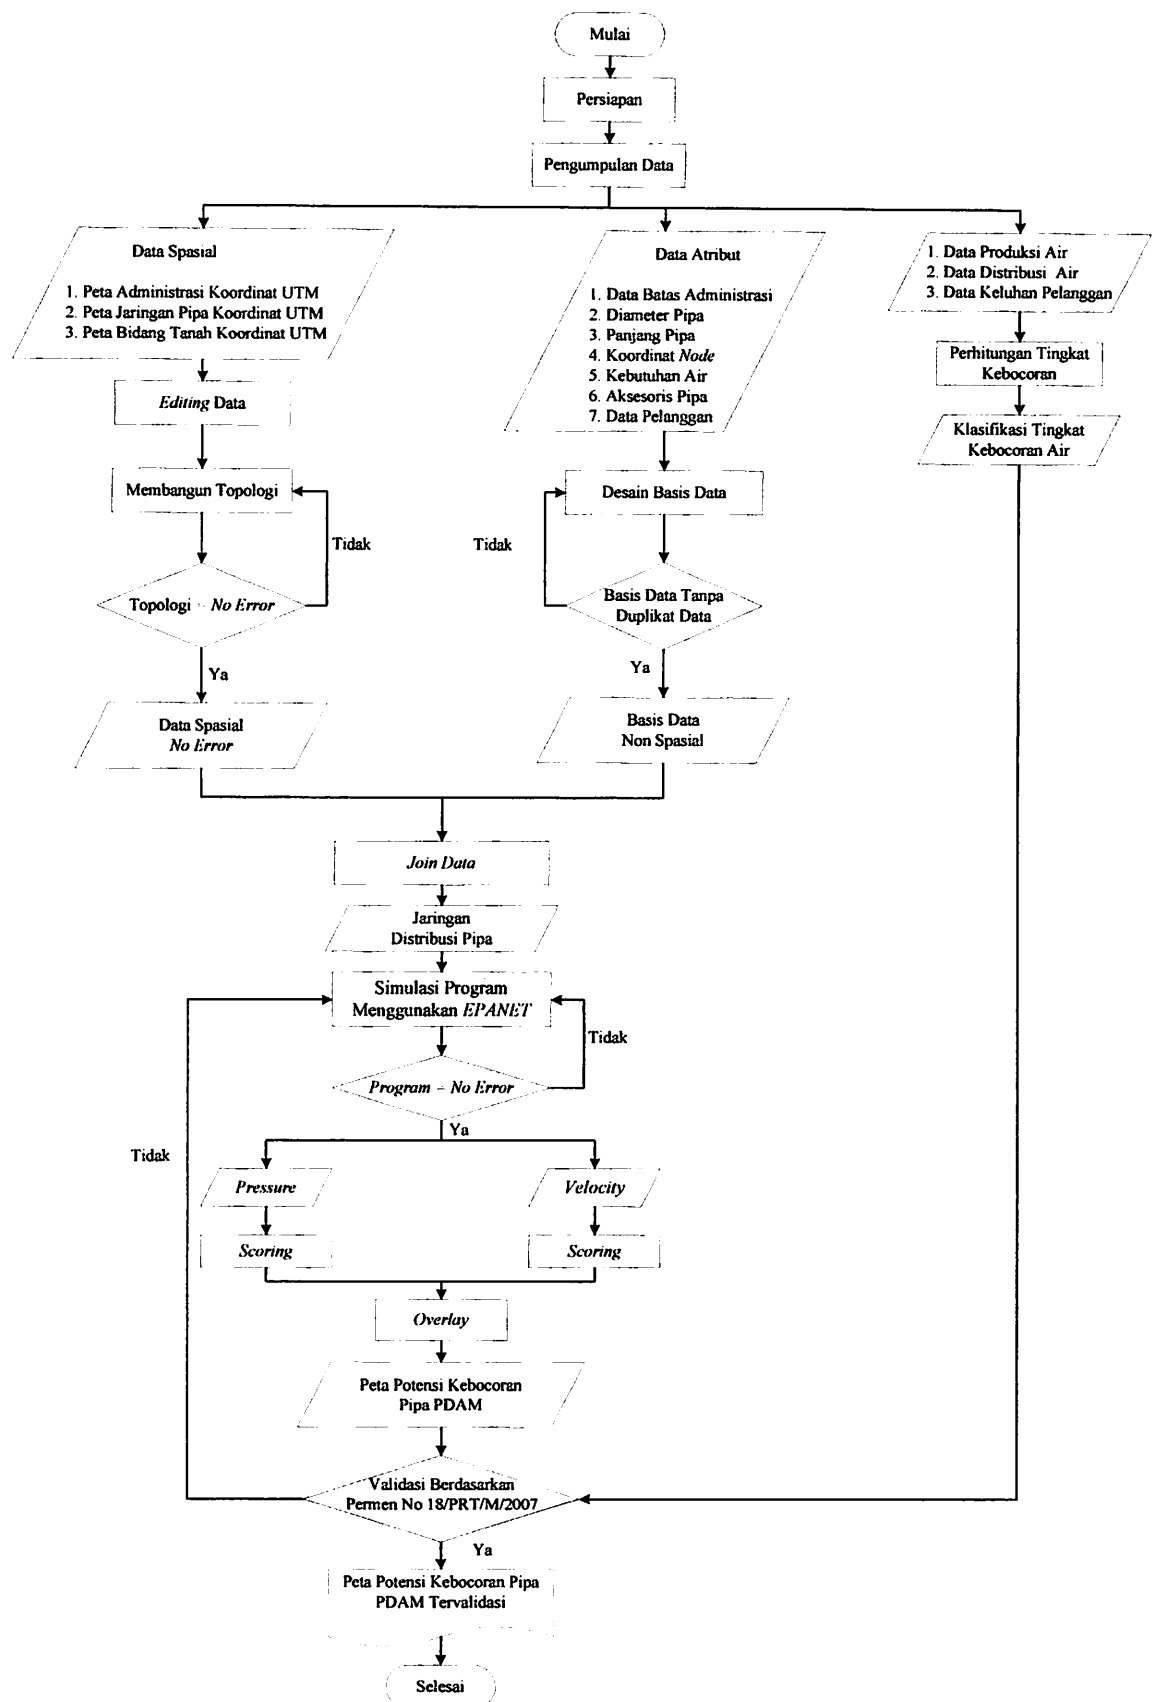 Mulai
Persiapan
Pengumpulan Data
Data Spasial
1. Peta Administrasi Koordinat UTM
2. Peta Jaringan Pipa Koordinat UTM
3. Peta Bidang Tanah Koordinat UTM
Data Atribut
1. Data Batas Administrasi
2. Diameter Pipa
3. Panjang Pipa
4. Koordinat Node
5. Kebutuhan Air
6. Aksesoris Pipa
7. Data Pelanggan
1. Data Produksi Air
2. Data Distribusi Air
3. Data Keluhan Pelanggan
Perhitungan Tingkat
Kebocoran
Klasifikasi Tingkat
Kebocoran Air
Editing Data
Membangun Topologi
Tidak
Topologi = No Error
Ya
Data Spasial
No Error
Desain Basis Data
Tidak
Basis Data Tanpa
Duplikat Data
Ya
Basis Data
Non Spasial
Join Data
Jaringan
Distribusi Pipa
Simulasi Program
Menggunakan EPANET
Tidak
Program = No Error
Ya
Tidak
Pressure
Velocity
Scoring
Scoring
Overlay
Peta Potensi Kebocoran
Pipa PDAM
Validasi Berdasarkan
Permen No 18/PRT/M/2007
Ya
Peta Potensi Kebocoran Pipa
PDAM Tervalidasi
Selesai